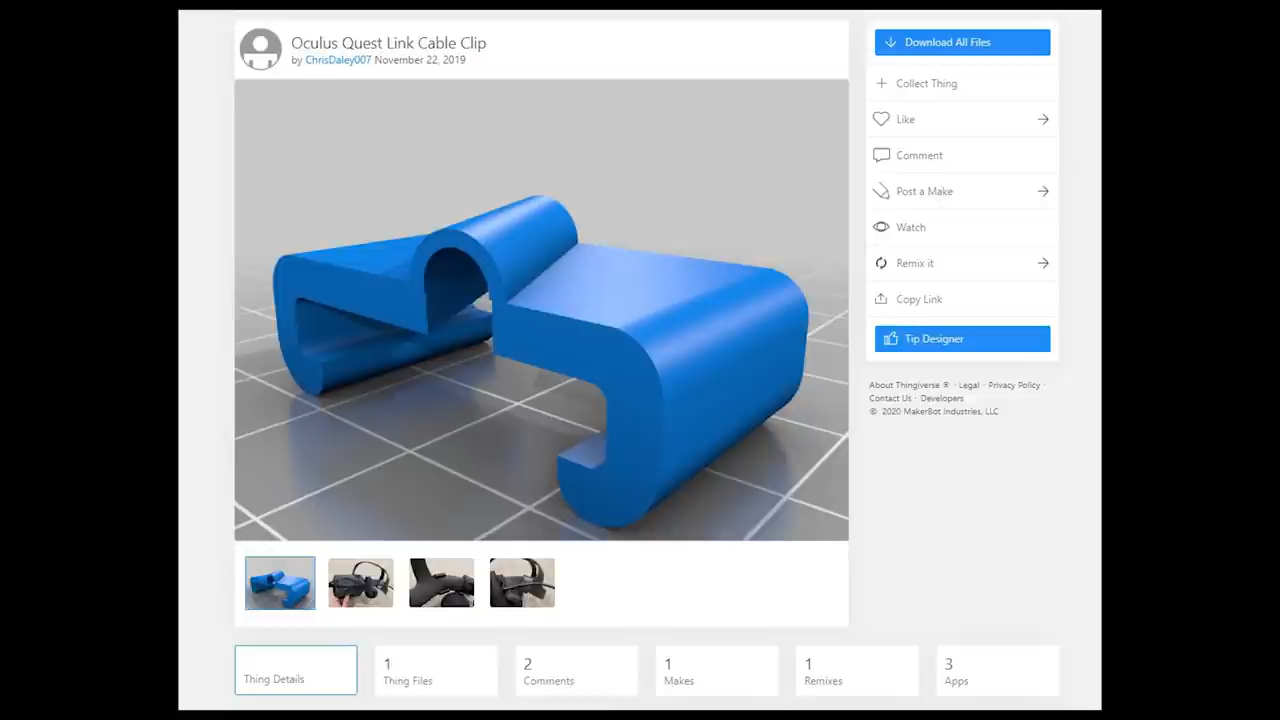 Oculus Quest Link Cable Clip
by ChrisDaley007 November 22, 2019
Download All Files
Collect Thing
Like
Comment
Post a Make
Watch
Remix it
Copy Link
Tip Designer
About Thingiverse ® · Legal · Privacy Policy ·
Contact Us · Developers
© 2020 MakerBot Industries, LLC
Thing Details
1
Thing Files
2
Comments
1
Makes
1
Remixes
3
Apps